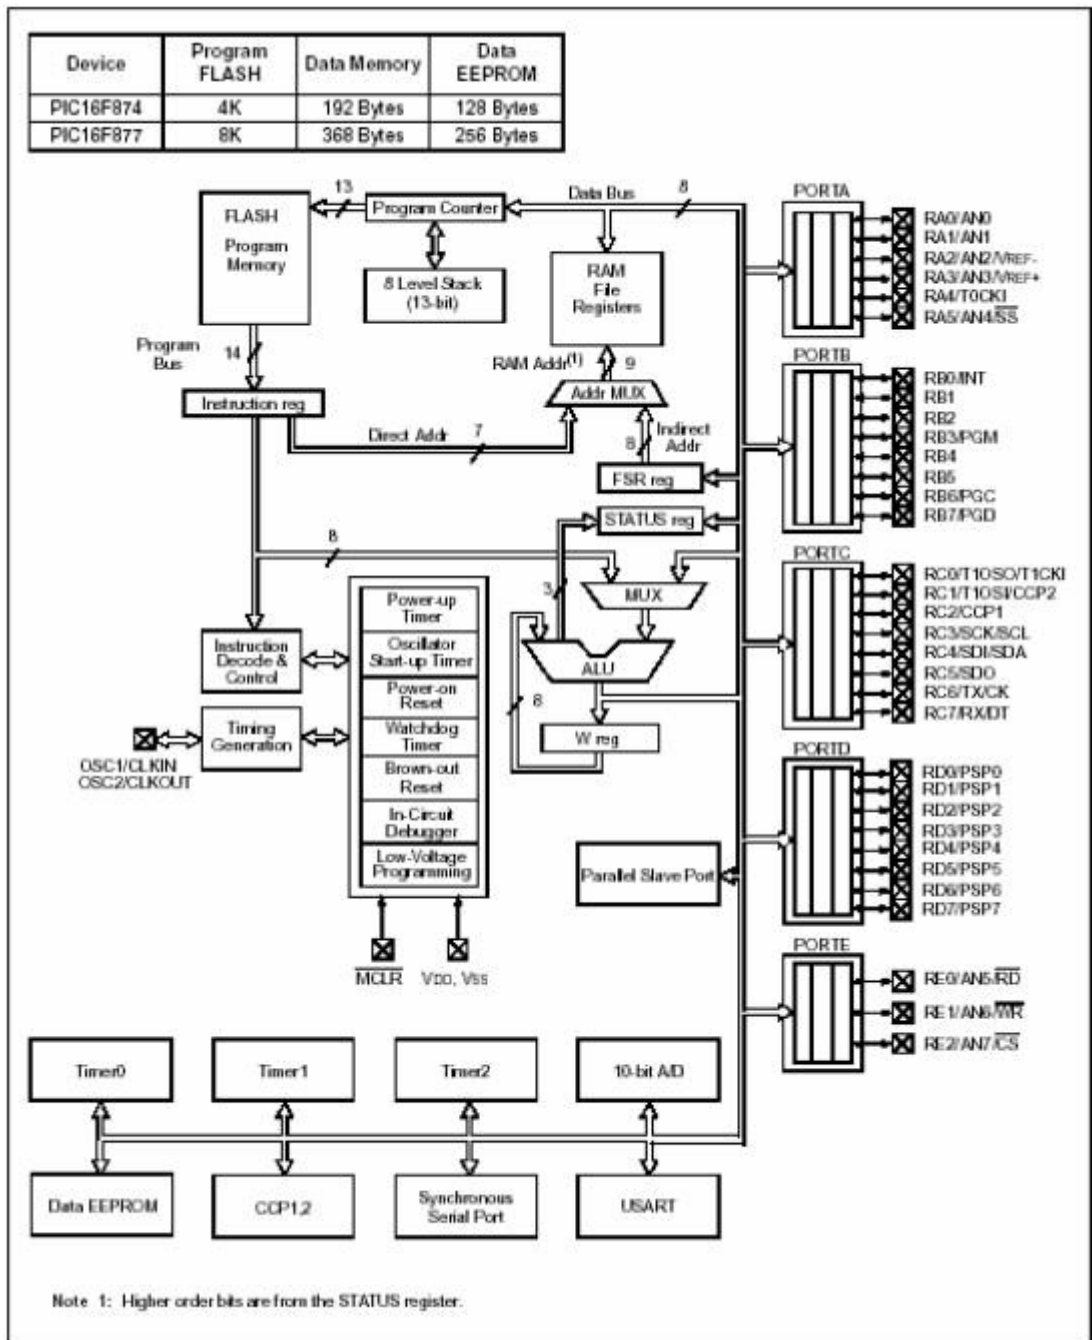 Device Program FLASH Data Memory Data EEPROM
PIC16F874 4K 192 Bytes 128 Bytes
PIC16F877 8K 368 Bytes 256 Bytes
FLASH
Program
Memory
13
Program Counter
Data Bus
8
8 Level Stack
(13-bit)
RAM
File
Registers
Program
Bus
14
RAM Addr(1)
9
Addr MUX
Instruction reg
Direct Addr
7
8
Indirect
Addr
FSR reg
STATUS reg
8
3
MUX
ALU
8
W reg
Instruction
Decode &
Control
Timing
Generation
OSC1/CLKIN
OSC2/CLKOUT
Power-up
Timer
Oscillator
Start-up Timer
Power-on
Reset
Watchdog
Timer
Brown-out
Reset
In-Circuit
Debugger
Low-Voltage
Programming
MCLR
VDD, VSS
Parallel Slave Port
PORTA
RA0/AN0
RA1/AN1
RA2/AN2/VREF-
RA3/AN3/VREF+
RA4/T0CKI
RA5/AN4/SS
PORTB
RB0/INT
RB1
RB2
RB3/PGM
RB4
RB5
RB6/PGC
RB7/PGD
PORTC
RC0/T1OSO/T1CKI
RC1/T1OSI/CCP2
RC2/CCP1
RC3/SCK/SCL
RC4/SDI/SDA
RC5/SDO
RC6/TX/CK
RC7/RX/DT
PORTD
RD0/PSP0
RD1/PSP1
RD2/PSP2
RD3/PSP3
RD4/PSP4
RD5/PSP5
RD6/PSP6
RD7/PSP7
PORTE
RE0/AN5/RD
RE1/AN6/WR
RE2/AN7/CS
Timer0
Timer1
Timer2
10-bit A/D
Data EEPROM
CCP1,2
Synchronous
Serial Port
USART
Note 1: Higher order bits are from the STATUS register.